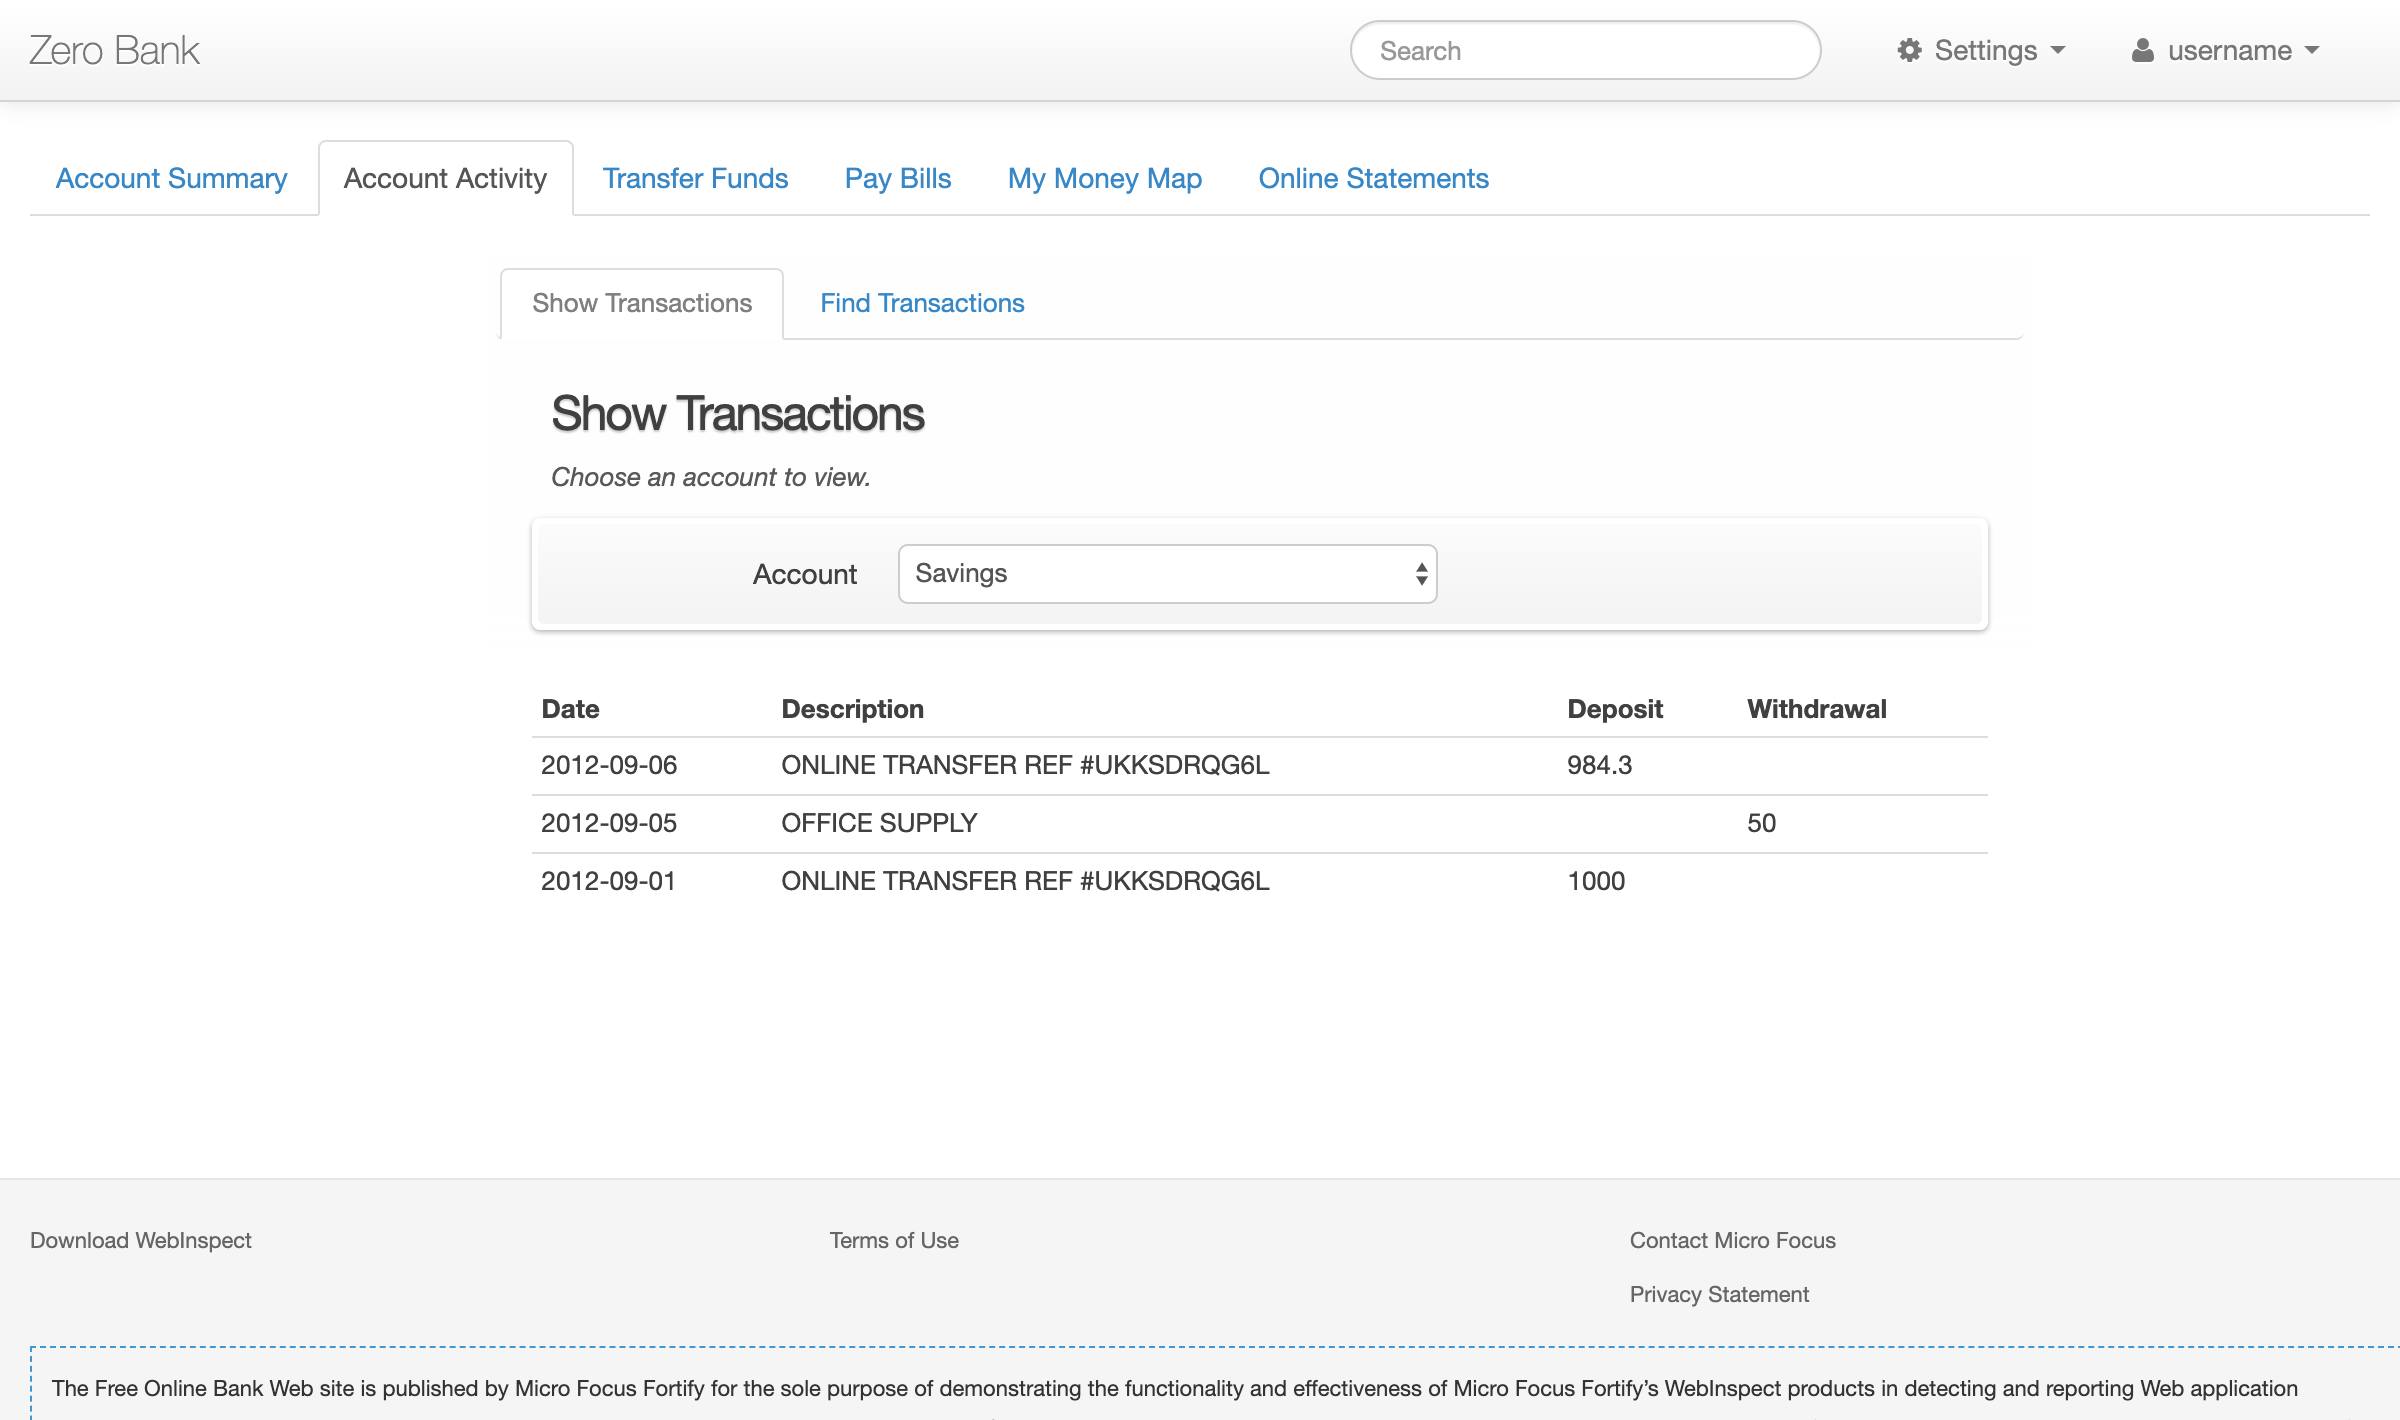 Zero Bank
Search
Settings
username
Account Summary
Account Activity
Transfer Funds
Pay Bills
My Money Map
Online Statements
Show Transactions
Find Transactions
Show Transactions
Choose an account to view.
Account
Savings
Date Description Deposit Withdrawal
2012-09-06 ONLINE TRANSFER REF #UKKSDRQG6L 984.3
2012-09-05 OFFICE SUPPLY 50
2012-09-01 ONLINE TRANSFER REF #UKKSDRQG6L 1000
Download WebInspect
Terms of Use
Contact Micro Focus
Privacy Statement
The Free Online Bank Web site is published by Micro Focus Fortify for the sole purpose of demonstrating the functionality and effectiveness of Micro Focus Fortify’s WebInspect products in detecting and reporting Web application